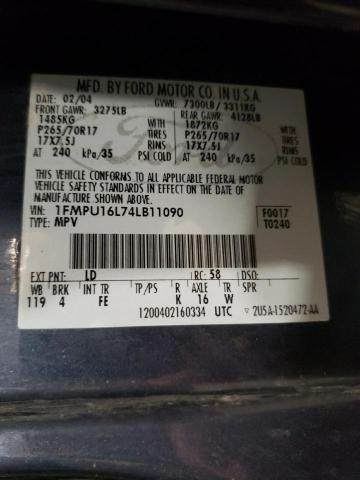 MFD. BY FORD MOTOR CO. IN U.S.A.
DATE: 02/04 GVWR: 7300LB/ 3311KG
FRONT GAWR: 3275LB REAR GAWR: 4128LB
1485KG 1872KG
P265/70R17 TIRES TIRES P265/70R17
17X7.5J RIMS RIMS 17X7.5J
AT 240 kPa/35 PSI COLD AT 240 kPa/35 PSI COLD
THIS VEHICLE CONFORMS TO ALL APPLICABLE FEDERAL MOTOR
VEHICLE SAFETY STANDARDS IN EFFECT ON THE DATE OF
MANUFACTURE SHOWN ABOVE.
VIN: 1FMPU16L74LB11090 F0017
TYPE: MPV T0240
EXT PNT: LD RC: 58 DSO:
WB BRK INT TR TP/PS R AXLE TR SPR
119 4 FE K 16 W
1200402160334 UTC 2U5A-1520472-AA
Ford